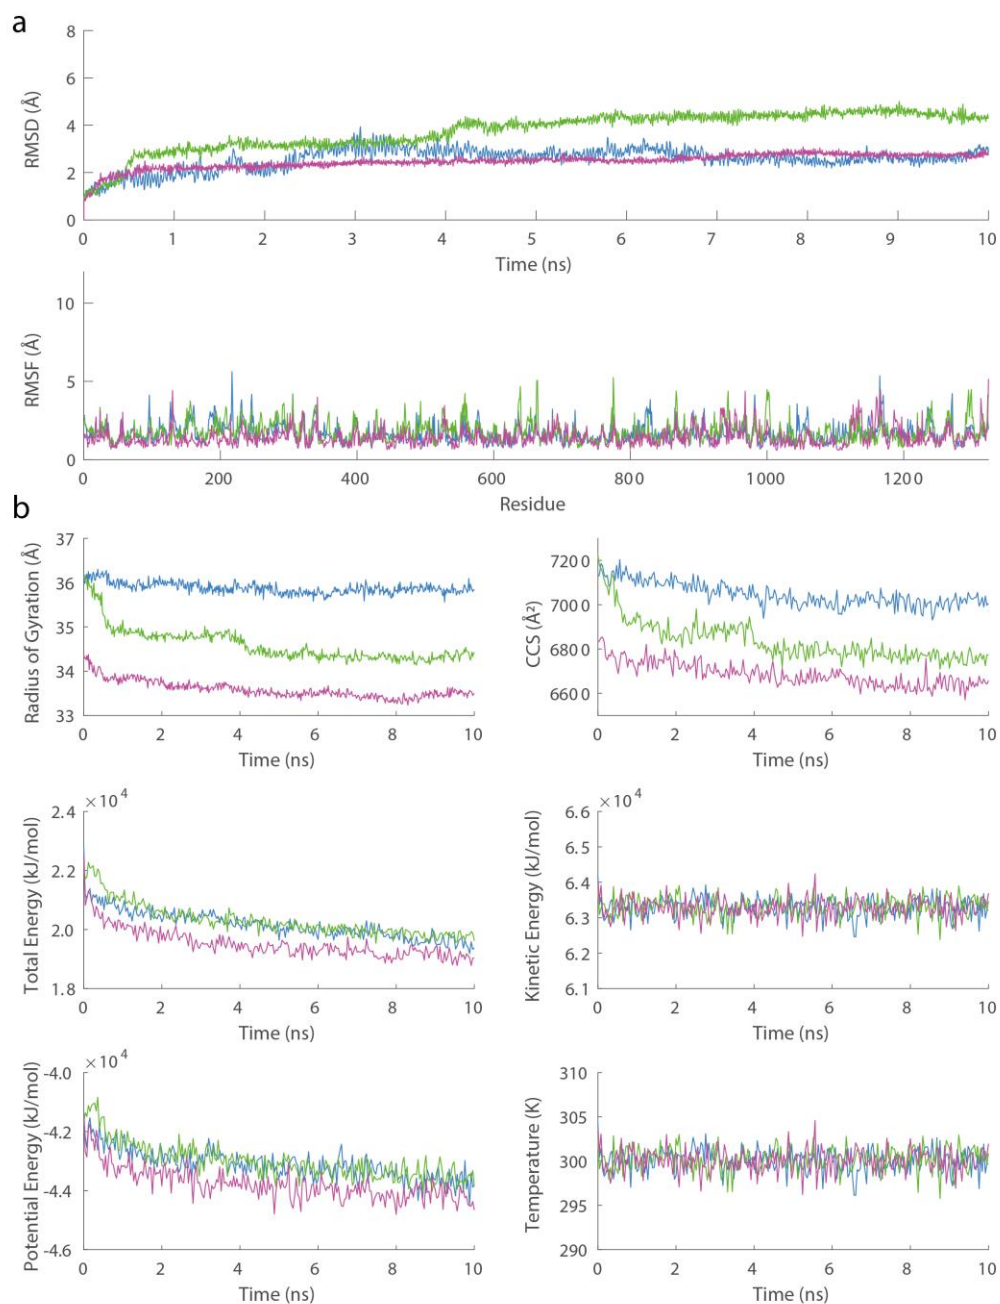 a
8
6
4
2
0
RMSD (Å)
0 1 2 3 4 5 6 7 8 9 10
Time (ns)
10
5
0
RMSF (Å)
0 200 400 600 800 1000 1200
Residue
b
37
36
35
34
33
Radius of Gyration (Å)
0 2 4 6 8 10
Time (ns)
7200
7000
6800
6600
CCS (Å²)
0 2 4 6 8 10
Time (ns)
×10⁴
2.4
2.2
2.0
1.8
Total Energy (kJ/mol)
0 2 4 6 8 10
Time (ns)
×10⁴
6.6
6.5
6.4
6.3
6.2
6.1
Kinetic Energy (kJ/mol)
0 2 4 6 8 10
Time (ns)
×10⁴
-4.0
-4.2
-4.4
-4.6
Potential Energy (kJ/mol)
0 2 4 6 8 10
Time (ns)
310
305
300
295
290
Temperature (K)
0 2 4 6 8 10
Time (ns)